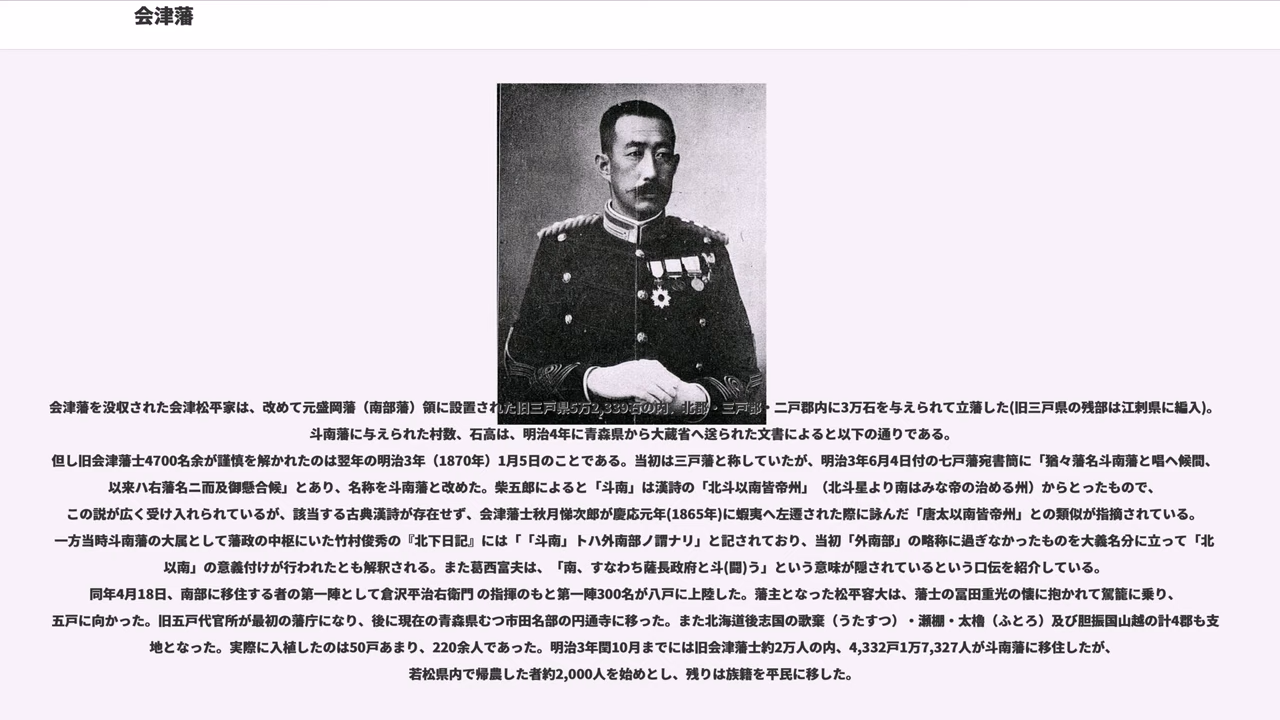 会津藩
会津藩を没収された会津松平家は、改めて元盛岡藩（南部藩）領に設置された旧三戸県5万2,339石の内、北郡・三戸郡・二戸郡内に3万石を与えられて立藩した(旧三戸県の残部は江刺県に編入)。
斗南藩に与えられた村数、石高は、明治4年に青森県から大蔵省へ送られた文書によると以下の通りである。
但し旧会津藩士4700名余が謹慎を解かれたのは翌年の明治3年（1870年）1月5日のことである。当初は三戸藩と称していたが、明治3年6月4日付の七戸藩宛書簡に「猶々藩名斗南藩と唱ヘ候間、
以来ハ右藩名ニ而及御懸合候」とあり、名称を斗南藩と改めた。柴五郎によると「斗南」は漢詩の「北斗以南皆帝州」（北斗星より南はみな帝の治める州）からとったもので、
この説が広く受け入れられているが、該当する古典漢詩が存在せず、会津藩士秋月悌次郎が慶応元年(1865年)に蝦夷へ左遷された際に詠んだ「唐太以南皆帝州」との類似が指摘されている。
一方当時斗南藩の大属として藩政の中枢にいた竹村俊秀の『北下日記』には「「斗南」トハ外南部ノ謂ナリ」と記されており、当初「外南部」の略称に過ぎなかったものを大義名分に立って「北
以南」の意義付けが行われたとも解釈される。また葛西富夫は、「南、すなわち薩長政府と斗(闘)う」という意味が隠されているという口伝を紹介している。
同年4月18日、南部に移住する者の第一陣として倉沢平治右衛門 の指揮のもと第一陣300名が八戸に上陸した。藩主となった松平容大は、藩士の冨田重光の懐に抱かれて駕籠に乗り、
五戸に向かった。旧五戸代官所が最初の藩庁になり、後に現在の青森県むつ市田名部の円通寺に移った。また北海道後志国の歌棄（うたすつ）・瀬棚・太櫓（ふとろ）及び胆振国山越の計4郡も支
地となった。実際に入植したのは50戸あまり、220余人であった。明治3年閏10月までには旧会津藩士約2万人の内、4,332戸1万7,327人が斗南藩に移住したが、
若松県内で帰農した者約2,000人を始めとし、残りは族籍を平民に移した。